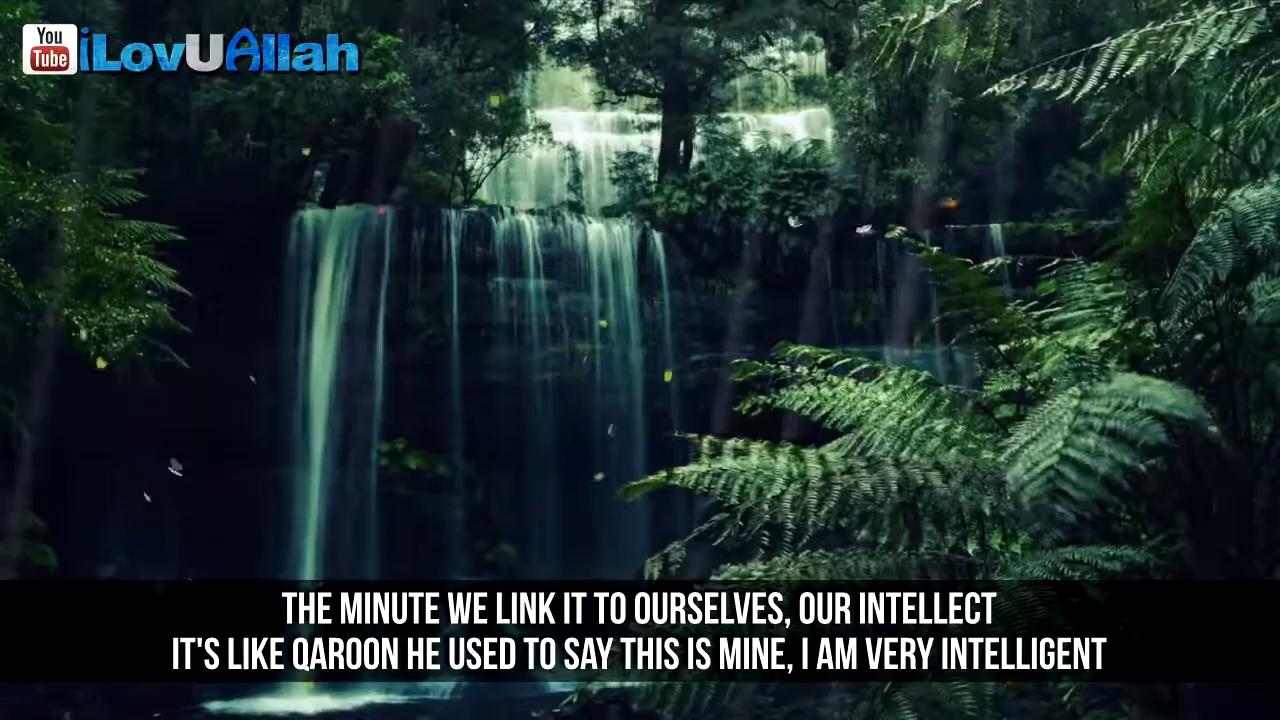 You
Tube
iLovUAllah
THE MINUTE WE LINK IT TO OURSELVES, OUR INTELLECT
IT'S LIKE QAROON HE USED TO SAY THIS IS MINE, I AM VERY INTELLIGENT